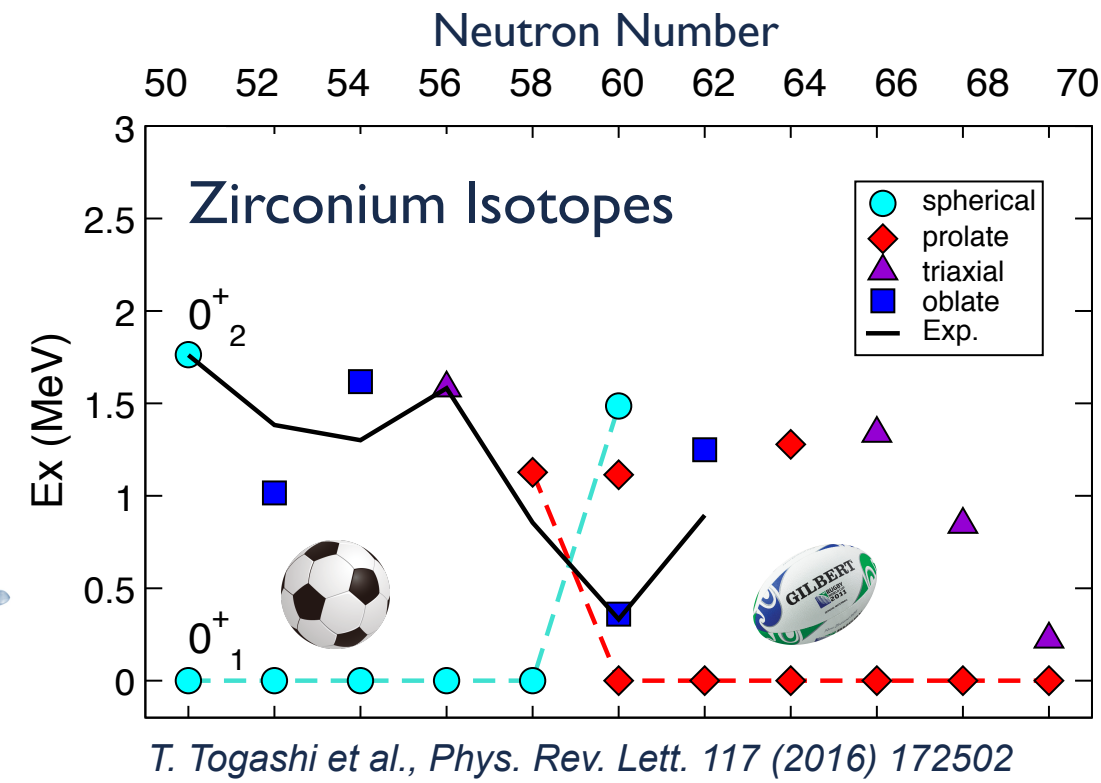 Neutron Number
50 52 54 56 58 60 62 64 66 68 70
3
Zirconium Isotopes
spherical
prolate
triaxial
oblate
Exp.
2.5
2
0+2
1.5
Ex (MeV)
1
GILBERT
0.5
0+1
0
T. Togashi et al., Phys. Rev. Lett. 117 (2016) 172502